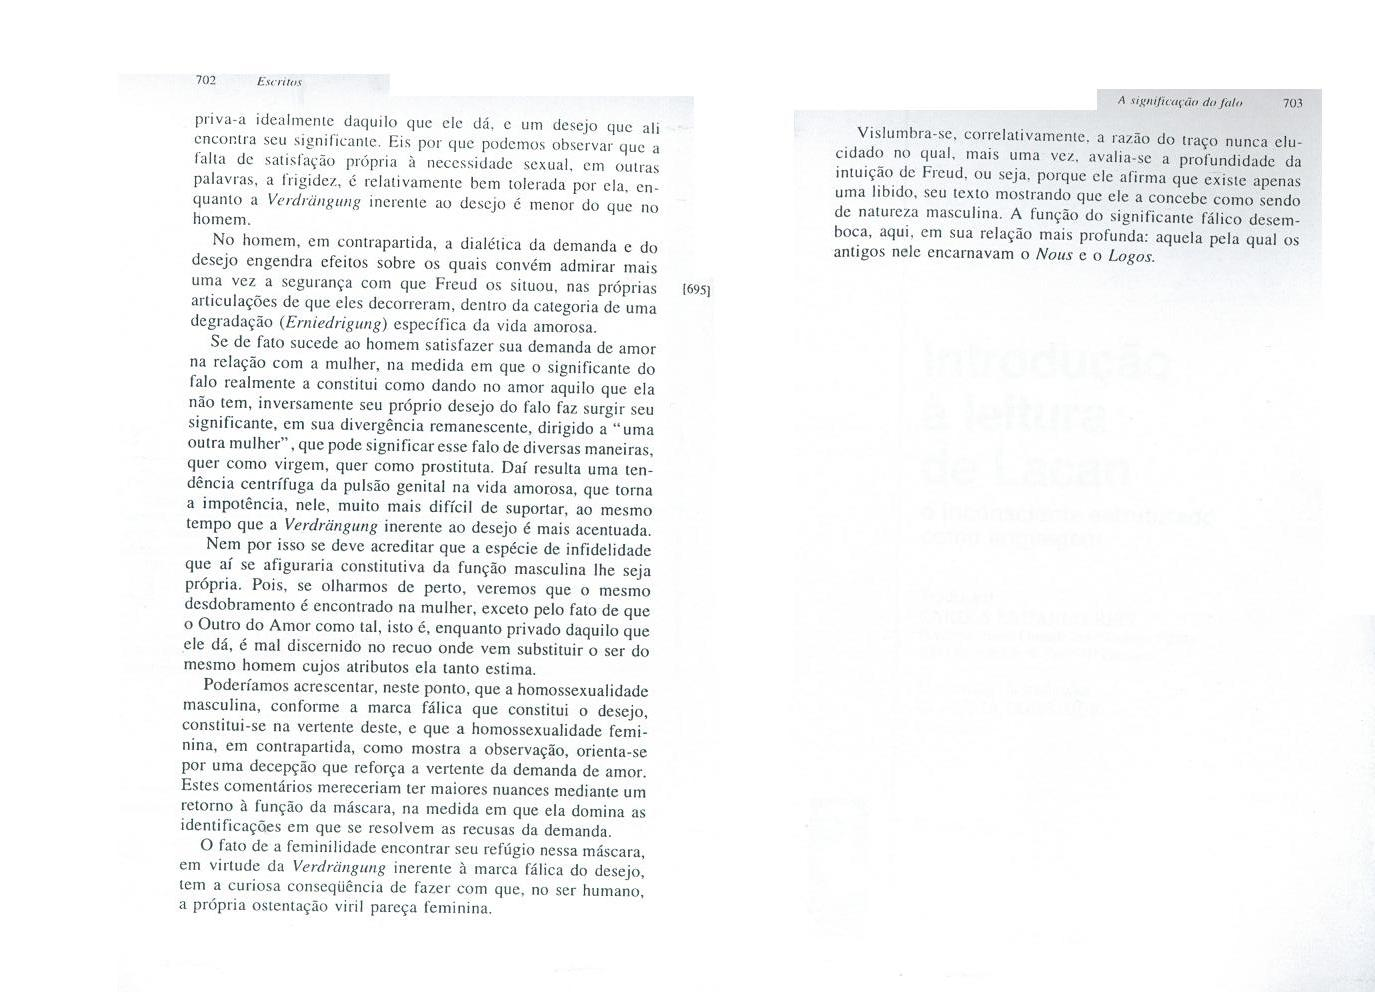 702 Escritos
priva-a idealmente daquilo que ele dá, e um desejo que ali
encontra seu significante. Eis por que podemos observar que a
falta de satisfação própria à necessidade sexual, em outras
palavras, a frigidez, é relativamente bem tolerada por ela, en-
quanto a Verdrängung inerente ao desejo é menor do que no
homem.
No homem, em contrapartida, a dialética da demanda e do
desejo engendra efeitos sobre os quais convém admirar mais
uma vez a segurança com que Freud os situou, nas próprias
[695]
articulações de que eles decorreram, dentro da categoria de uma
degradação (Erniedrigung) específica da vida amorosa.
Se de fato sucede ao homem satisfazer sua demanda de amor
na relação com a mulher, na medida em que o significante do
falo realmente a constitui como dando no amor aquilo que ela
não tem, inversamente seu próprio desejo do falo faz surgir seu
significante, em sua divergência remanescente, dirigido a “uma
outra mulher”, que pode significar esse falo de diversas maneiras,
quer como virgem, quer como prostituta. Daí resulta uma ten-
dência centrífuga da pulsão genital na vida amorosa, que torna
a impotência, nele, muito mais difícil de suportar, ao mesmo
tempo que a Verdrängung inerente ao desejo é mais acentuada.
Nem por isso se deve acreditar que a espécie de infidelidade
que aí se afiguraria constitutiva da função masculina lhe seja
própria. Pois, se olharmos de perto, veremos que o mesmo
desdobramento é encontrado na mulher, exceto pelo fato de que
o Outro do Amor como tal, isto é, enquanto privado daquilo que
ele dá, é mal discernido no recuo onde vem substituir o ser do
mesmo homem cujos atributos ela tanto estima.
Poderíamos acrescentar, neste ponto, que a homossexualidade
masculina, conforme a marca fálica que constitui o desejo,
constitui-se na vertente deste, e que a homossexualidade femi-
nina, em contrapartida, como mostra a observação, orienta-se
por uma decepção que reforça a vertente da demanda de amor.
Estes comentários mereceriam ter maiores nuances mediante um
retorno à função da máscara, na medida em que ela domina as
identificações em que se resolvem as recusas da demanda.
O fato de a feminilidade encontrar seu refúgio nessa máscara,
em virtude da Verdrängung inerente à marca fálica do desejo,
tem a curiosa conseqüência de fazer com que, no ser humano,
a própria ostentação viril pareça feminina.
A significação do falo 703
Vislumbra-se, correlativamente, a razão do traço nunca elu-
cidado no qual, mais uma vez, avalia-se a profundidade da
intuição de Freud, ou seja, porque ele afirma que existe apenas
uma libido, seu texto mostrando que ele a concebe como sendo
de natureza masculina. A função do significante fálico desem-
boca, aqui, em sua relação mais profunda: aquela pela qual os
antigos nele encarnavam o Nous e o Logos.
Introdução
à leitura
de Lacan
o inconsciente estruturado
como linguagem